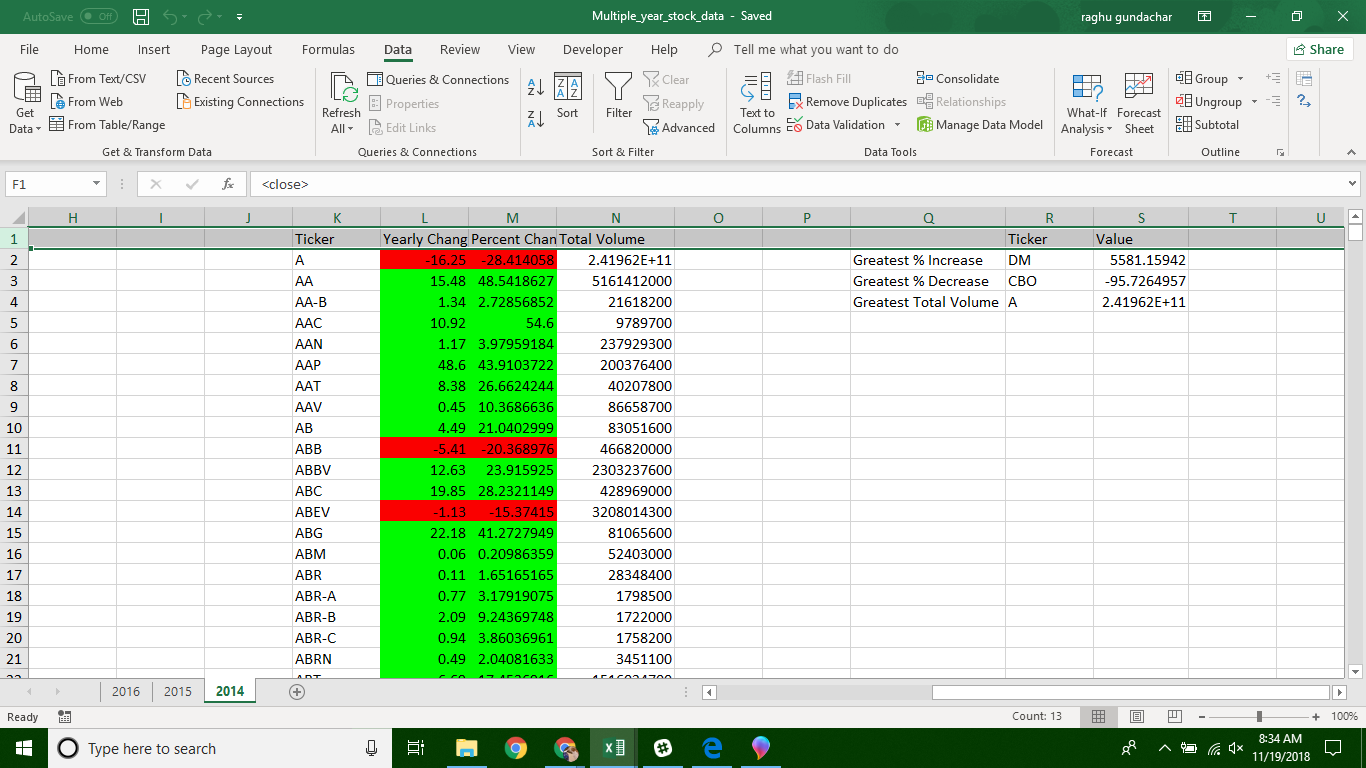 AutoSave Off Multiple_year_stock_data - Saved raghu gundachar
File Home Insert Page Layout Formulas Data Review View Developer Help Tell me what you want to do Share
From Text/CSV Recent Sources Queries & Connections Clear Flash Fill Consolidate Group
From Web Existing Connections Properties Reapply Remove Duplicates Relationships Ungroup
From Table/Range Edit Links Advanced Data Validation Manage Data Model Subtotal
Get Data Refresh All Sort Filter Text to Columns What-If Analysis Forecast Sheet
Get & Transform Data Queries & Connections Sort & Filter Data Tools Forecast Outline
F1 fx <close>
H I J K L M N O P Q R S T U
1 Ticker Yearly Chang Percent Chan Total Volume Ticker Value
2 A -16.25 -28.414058 2.41962E+11 Greatest % Increase DM 5581.15942
3 AA 15.48 48.5418627 5161412000 Greatest % Decrease CBO -95.7264957
4 AA-B 1.34 2.72856852 21618200 Greatest Total Volume A 2.41962E+11
5 AAC 10.92 54.6 9789700
6 AAN 1.17 3.97959184 237929300
7 AAP 48.6 43.9103722 200376400
8 AAT 8.38 26.6624244 40207800
9 AAV 0.45 10.3686636 86658700
10 AB 4.49 21.0402999 83051600
11 ABB -5.41 -20.368976 466820000
12 ABBV 12.63 23.915925 2303237600
13 ABC 19.85 28.2321149 428969000
14 ABEV -1.13 -15.37415 3208014300
15 ABG 22.18 41.2727949 81065600
16 ABM 0.06 0.20986359 52403000
17 ABR 0.11 1.65165165 28348400
18 ABR-A 0.77 3.17919075 1798500
19 ABR-B 2.09 9.24369748 1722000
20 ABR-C 0.94 3.86036961 1758200
21 ABRN 0.49 2.04081633 3451100
2016 2015 2014
Ready Count: 13 100%
Type here to search 8:34 AM
11/19/2018